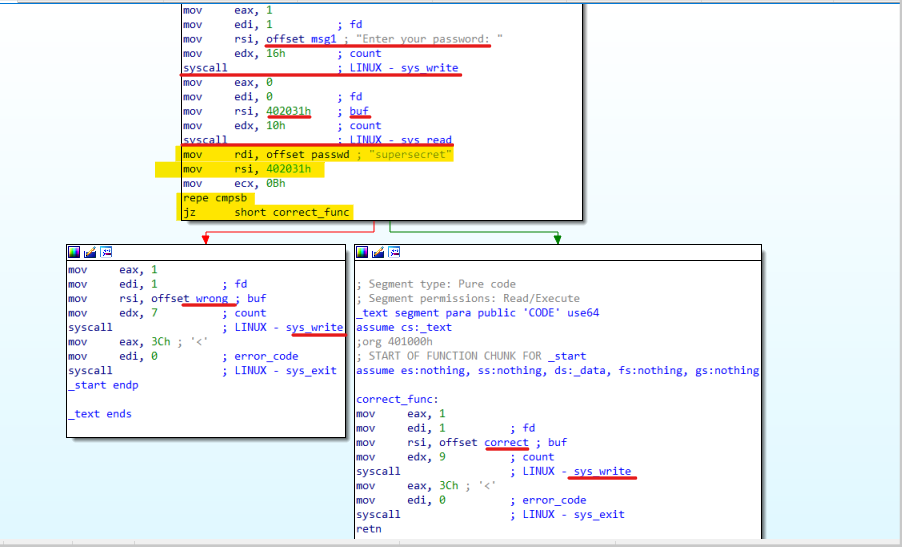 mov eax, 1
mov edi, 1 ; fd
mov rsi, offset msg1 ; "Enter your password: "
mov edx, 16h ; count
syscall ; LINUX - sys_write
mov eax, 0
mov edi, 0 ; fd
mov rsi, 402031h ; buf
mov edx, 10h ; count
syscall ; LINUX - sys_read
mov rdi, offset passwd ; "supersecret"
mov rsi, 402031h
mov ecx, 0Bh
repe cmpsb
jz short correct_func
mov eax, 1
mov edi, 1 ; fd
mov rsi, offset wrong ; buf
mov edx, 7 ; count
syscall ; LINUX - sys_write
mov eax, 3Ch ; '<'
mov edi, 0 ; error_code
syscall ; LINUX - sys_exit
_start endp
_text ends
; Segment type: Pure code
; Segment permissions: Read/Execute
_text segment para public 'CODE' use64
assume cs:_text
;org 401000h
; START OF FUNCTION CHUNK FOR _start
assume es:nothing, ss:nothing, ds:_data, fs:nothing, gs:nothing
correct_func:
mov eax, 1
mov edi, 1 ; fd
mov rsi, offset correct ; buf
mov edx, 9 ; count
syscall ; LINUX - sys_write
mov eax, 3Ch ; '<'
mov edi, 0 ; error_code
syscall ; LINUX - sys_exit
retn